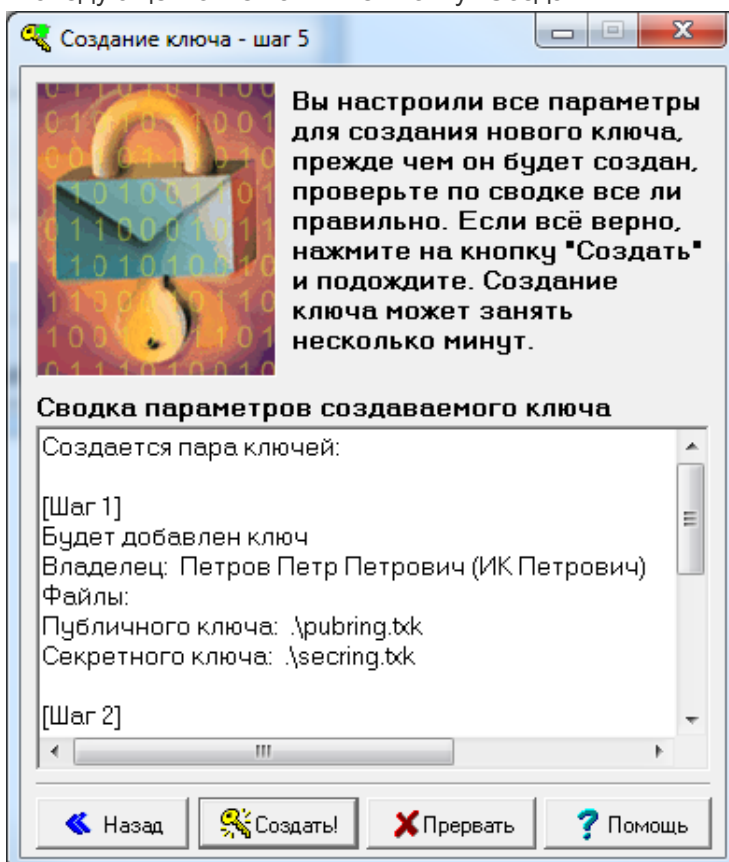 Создание ключа - шаг 5
Вы настроили все параметры
для создания нового ключа,
прежде чем он будет создан,
проверьте по сводке все ли
правильно. Если всё верно,
нажмите на кнопку "Создать"
и подождите. Создание
ключа может занять
несколько минут.
Сводка параметров создаваемого ключа
Создается пара ключей:
[Шаг 1]
Будет добавлен ключ
Владелец: Петров Петр Петрович (ИК Петрович)
Файлы:
Публичного ключа: .\pubring.txk
Секретного ключа: .\secring.txk
[Шаг 2]
Назад
Создать!
Прервать
Помощь